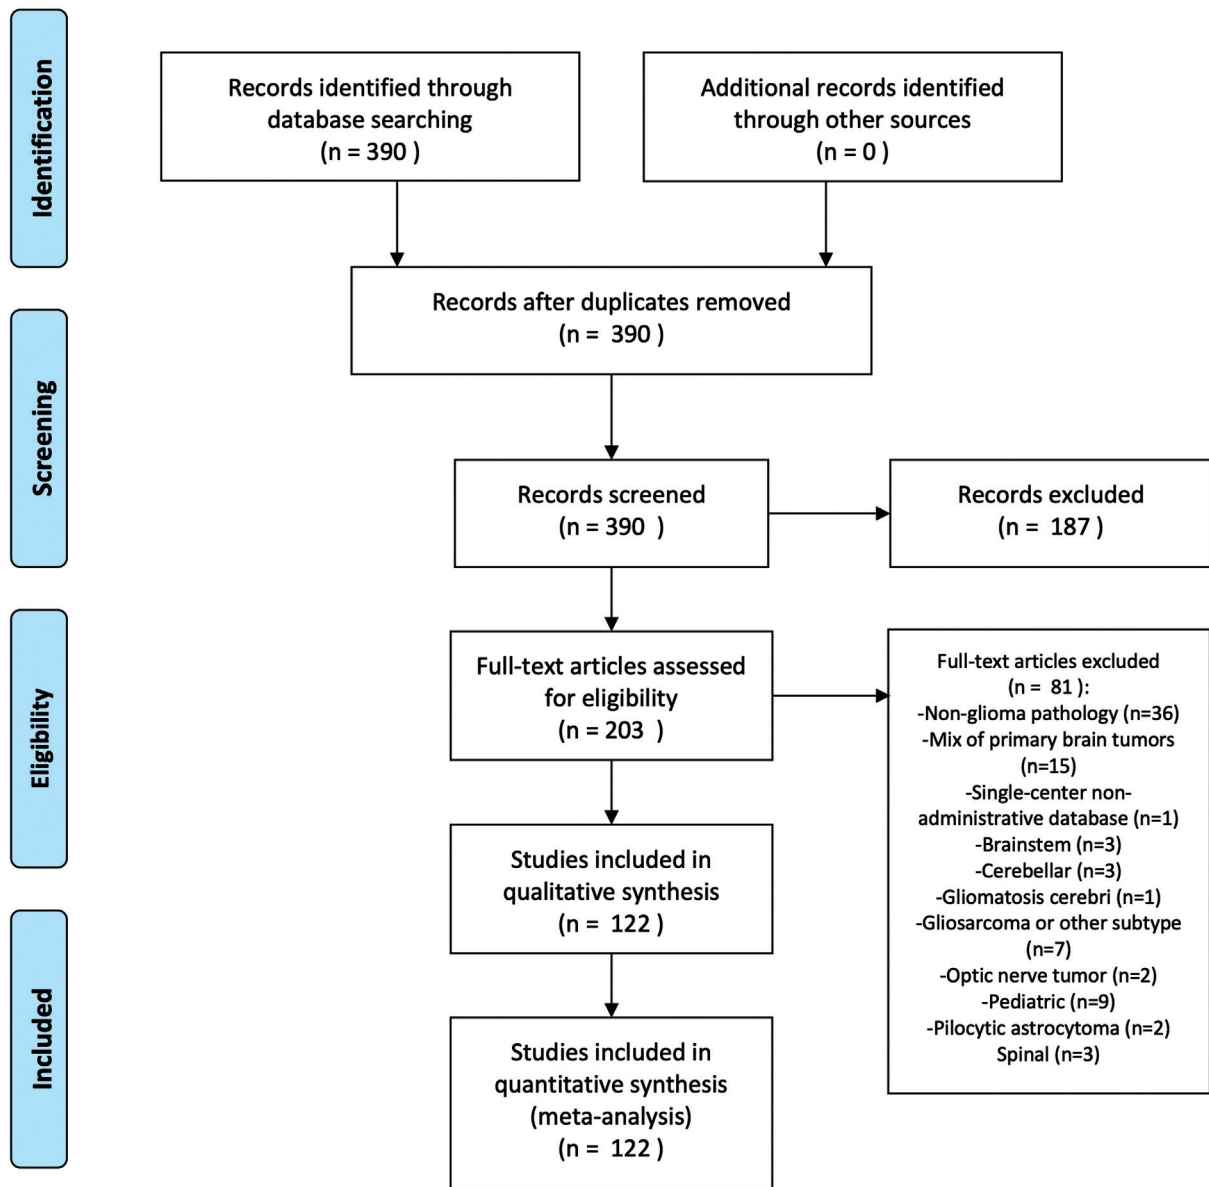 Identification
Records identified through
database searching
(n = 390 )
Additional records identified
through other sources
(n = 0 )
Records after duplicates removed
(n = 390 )
Screening
Records screened
(n = 390 )
Records excluded
(n = 187 )
Eligibility
Full-text articles assessed
for eligibility
(n = 203 )
Full-text articles excluded
(n = 81 ):
-Non-glioma pathology (n=36)
-Mix of primary brain tumors
(n=15)
-Single-center non-
administrative database (n=1)
-Brainstem (n=3)
-Cerebellar (n=3)
-Gliomatosis cerebri (n=1)
-Gliosarcoma or other subtype
(n=7)
-Optic nerve tumor (n=2)
-Pediatric (n=9)
-Pilocytic astrocytoma (n=2)
Spinal (n=3)
Studies included in
qualitative synthesis
(n = 122 )
Included
Studies included in
quantitative synthesis
(meta-analysis)
(n = 122 )